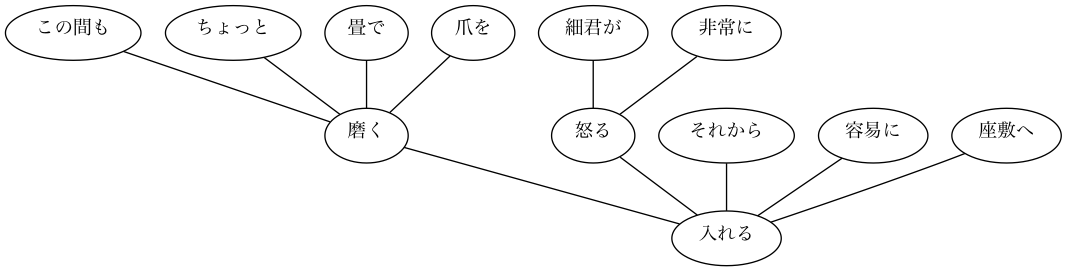 この間も ちょっと 畳で 爪を 細君が 非常に
磨く 怒る それから 容易に 座敷へ
入れる